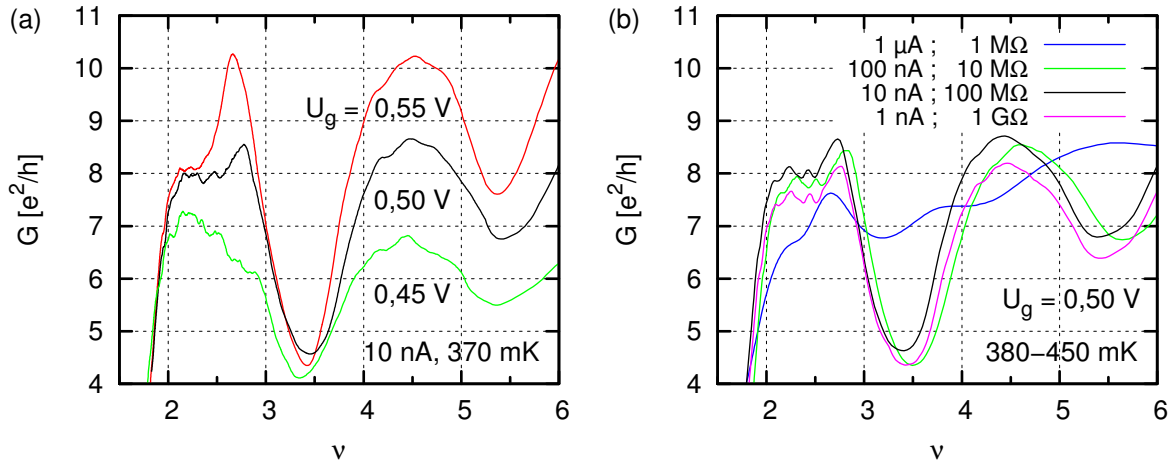 (a)
G [e²/h]
11
10
9
8
7
6
5
4
U_g = 0,55 V
0,50 V
0,45 V
10 nA, 370 mK
2 3 4 5 6
ν
(b)
G [e²/h]
11
10
9
8
7
6
5
4
1 µA ; 1 MΩ
100 nA ; 10 MΩ
10 nA ; 100 MΩ
1 nA ; 1 GΩ
U_g = 0,50 V
380−450 mK
2 3 4 5 6
ν